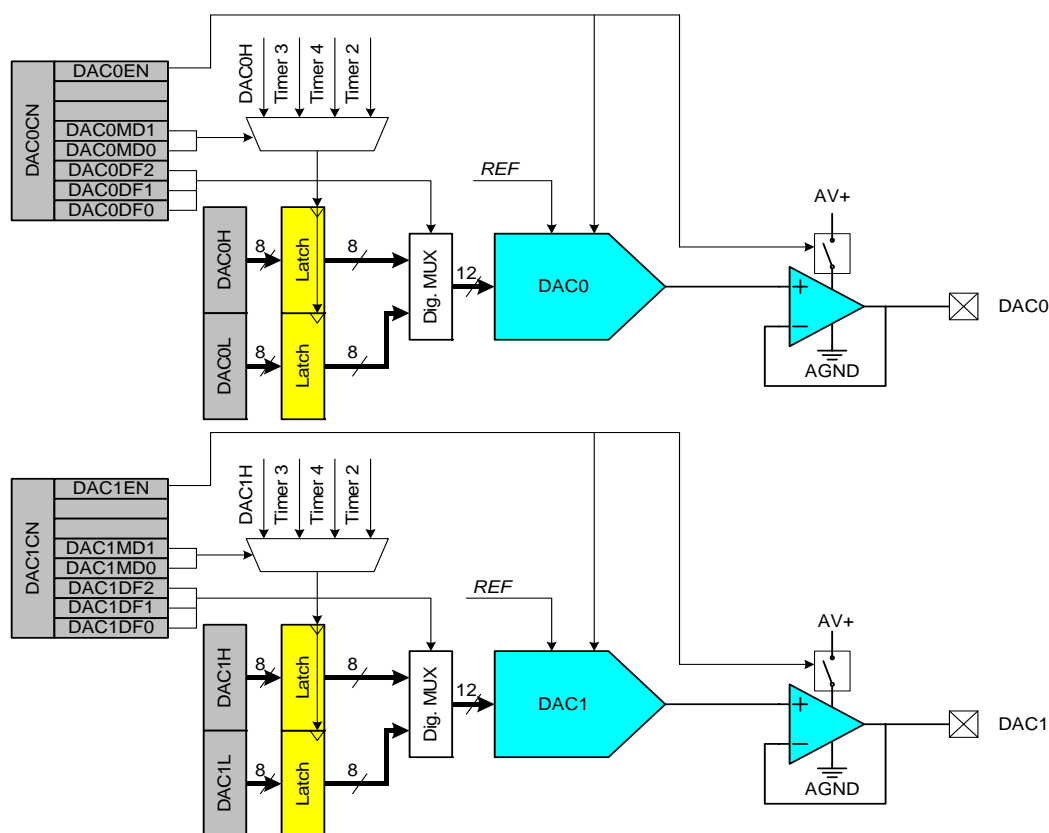 DAC0CN
DAC0EN
DAC0MD1
DAC0MD0
DAC0DF2
DAC0DF1
DAC0DF0
DAC0H
Timer 3
Timer 4
Timer 2
REF
AV+
DAC0H
8
Latch
8
Dig. MUX
12
DAC0
+
−
DAC0
DAC0L
8
Latch
8
AGND
DAC1CN
DAC1EN
DAC1MD1
DAC1MD0
DAC1DF2
DAC1DF1
DAC1DF0
DAC1H
Timer 3
Timer 4
Timer 2
REF
AV+
DAC1H
8
Latch
8
Dig. MUX
12
DAC1
+
−
DAC1
DAC1L
8
Latch
8
AGND